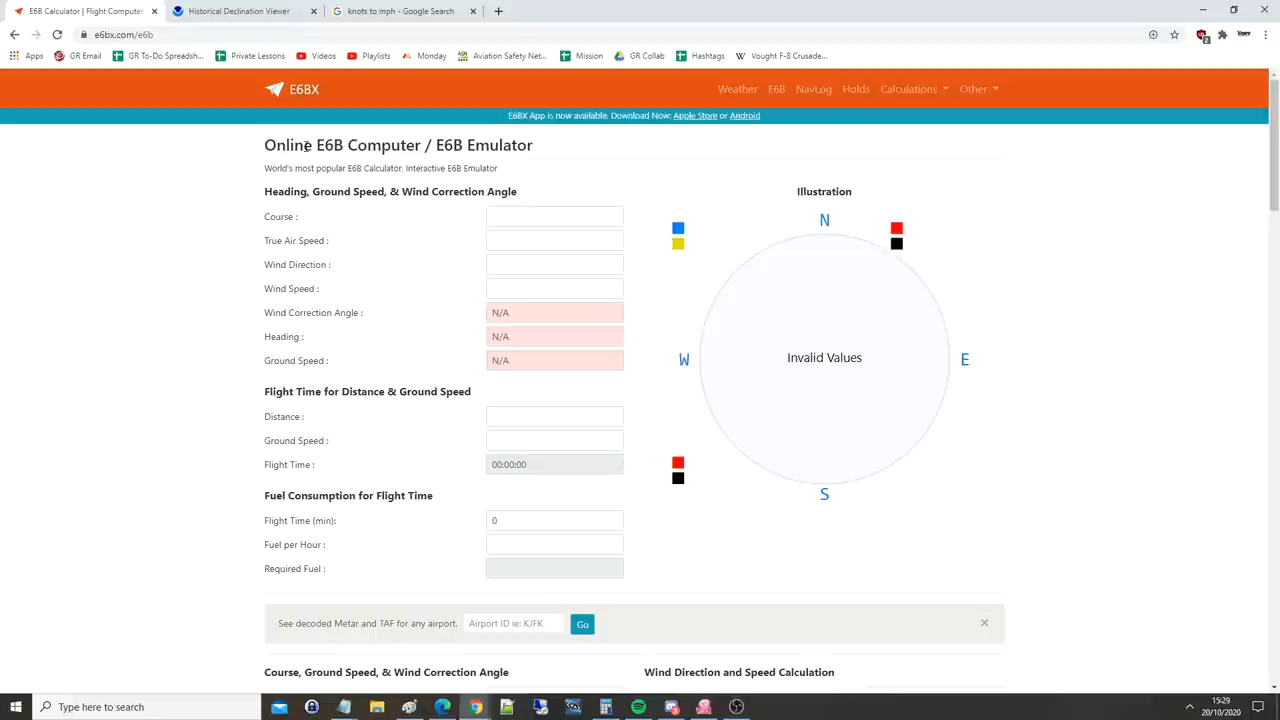 E6B Calculator | Flight Computer
Historical Declination Viewer
knots to mph - Google Search
e6bx.com/e6b
Apps
GR Email
GR To-Do Spreadsh...
Private Lessons
Videos
Playlists
Monday
Aviation Safety Net...
Mission
GR Collab
Hashtags
Vought F-8 Crusade...
E6BX
Weather
E6B
NavLog
Holds
Calculations
Other
E6BX App is now available. Download Now: Apple Store or Android
Online E6B Computer / E6B Emulator
World's most popular E6B Calculator. Interactive E6B Emulator
Heading, Ground Speed, & Wind Correction Angle
Course :
True Air Speed :
Wind Direction :
Wind Speed :
Wind Correction Angle :
N/A
Heading :
N/A
Ground Speed :
N/A
Illustration
N
W
Invalid Values
E
S
Flight Time for Distance & Ground Speed
Distance :
Ground Speed :
Flight Time :
00:00:00
Fuel Consumption for Flight Time
Flight Time (min):
0
Fuel per Hour :
Required Fuel :
See decoded Metar and TAF for any airport.
Airport ID ie: KJFK
Go
Course, Ground Speed, & Wind Correction Angle
Wind Direction and Speed Calculation
Type here to search
15:29
20/10/2020